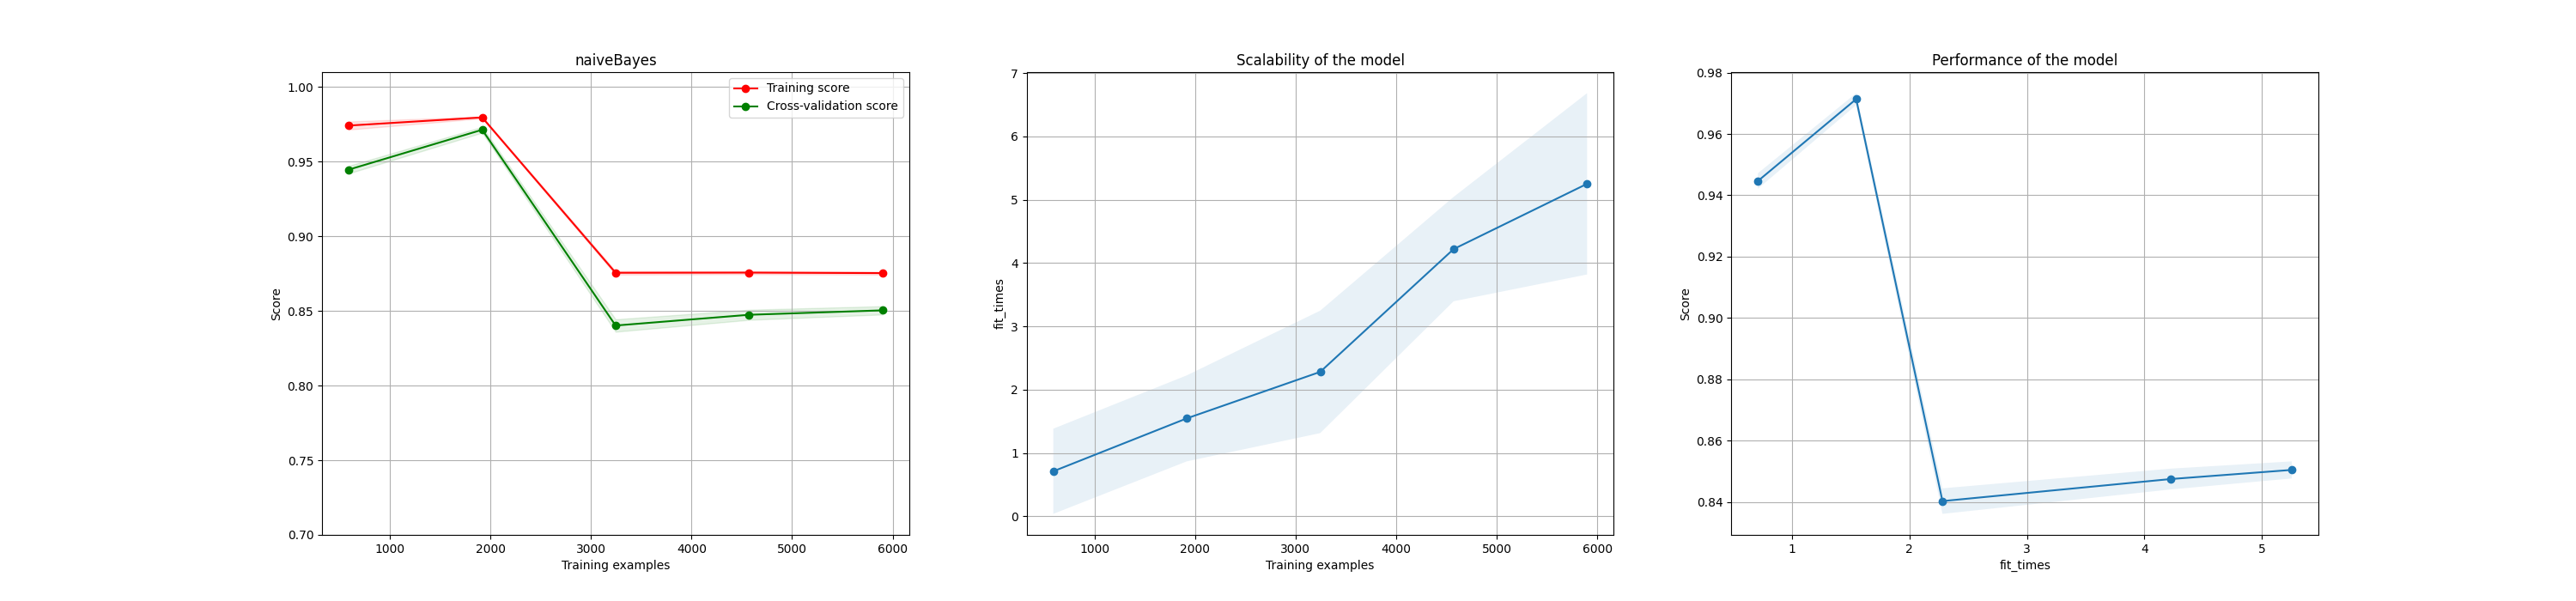 naiveBayes
Training score
Cross-validation score
1.00
0.95
0.90
0.85
0.80
0.75
0.70
Score
1000 2000 3000 4000 5000 6000
Training examples
Scalability of the model
7
6
5
4
3
2
1
0
fit_times
1000 2000 3000 4000 5000 6000
Training examples
Performance of the model
0.98
0.96
0.94
0.92
0.90
0.88
0.86
0.84
Score
1 2 3 4 5
fit_times